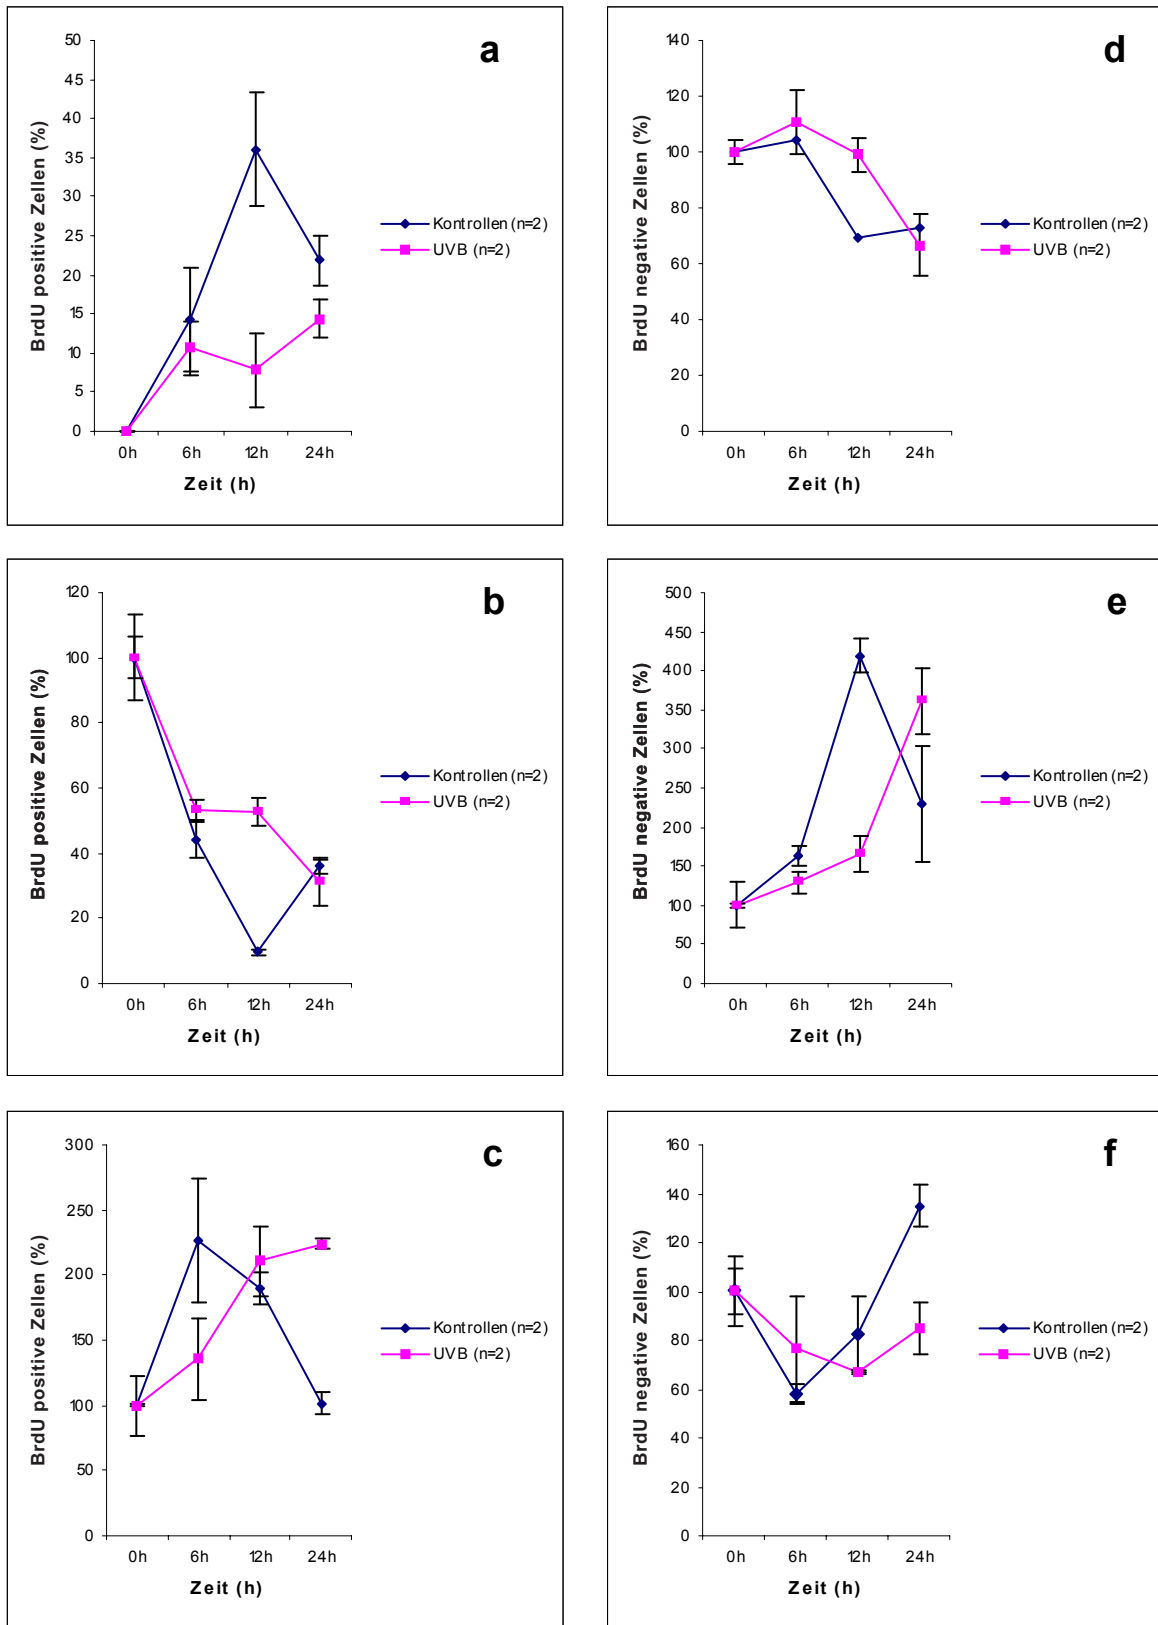 a
BrdU positive Zellen (%)
50
45
40
35
30
25
20
15
10
5
0
0h 6h 12h 24h
Zeit (h)
Kontrollen (n=2)
UVB (n=2)
d
BrdU negative Zellen (%)
140
120
100
80
60
40
20
0
0h 6h 12h 24h
Zeit (h)
Kontrollen (n=2)
UVB (n=2)
b
BrdU positive Zellen (%)
120
100
80
60
40
20
0
0h 6h 12h 24h
Zeit (h)
Kontrollen (n=2)
UVB (n=2)
e
BrdU negative Zellen (%)
500
450
400
350
300
250
200
150
100
50
0
0h 6h 12h 24h
Zeit (h)
Kontrollen (n=2)
UVB (n=2)
c
BrdU positive Zellen (%)
300
250
200
150
100
50
0
0h 6h 12h 24h
Zeit (h)
Kontrollen (n=2)
UVB (n=2)
f
BrdU negative Zellen (%)
160
140
120
100
80
60
40
20
0
0h 6h 12h 24h
Zeit (h)
Kontrollen (n=2)
UVB (n=2)